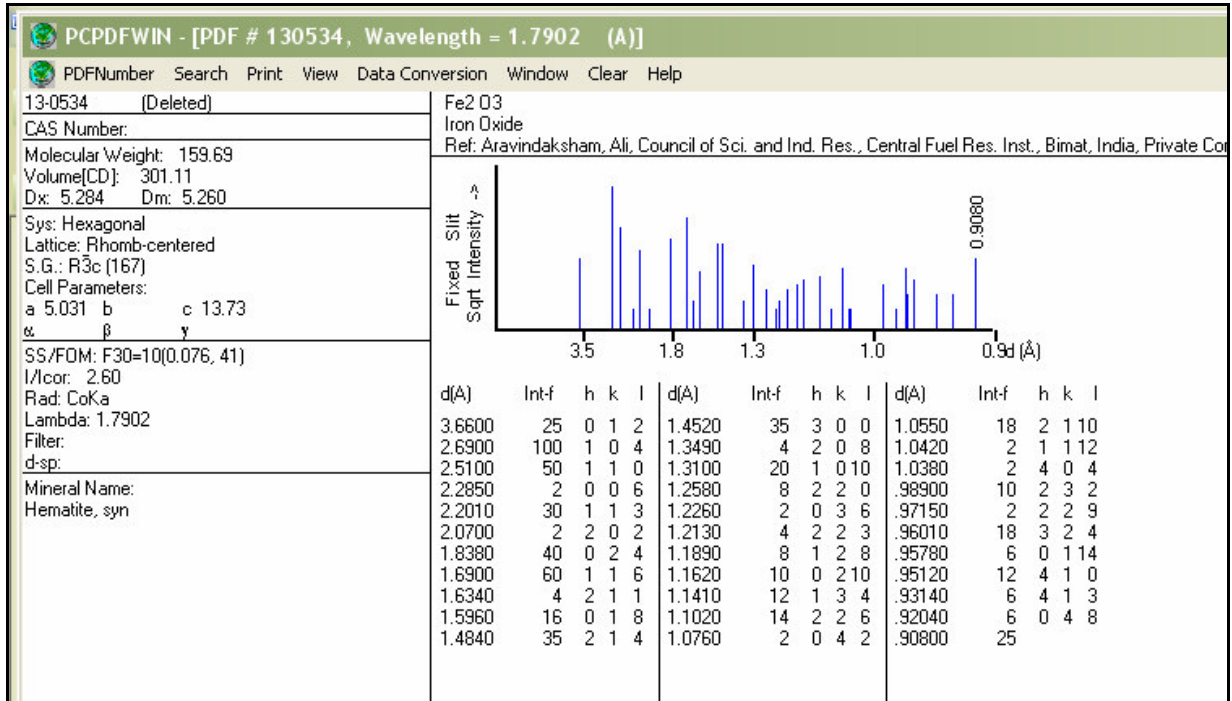 PCPDFWIN - [PDF # 130534, Wavelength = 1.7902 (A)]
PDFNumber Search Print View Data Conversion Window Clear Help
13-0534 (Deleted)
CAS Number:
Molecular Weight: 159.69
Volume[CD]: 301.11
Dx: 5.284 Dm: 5.260
Sys: Hexagonal
Lattice: Rhomb-centered
S.G.: R3̅c (167)
Cell Parameters:
a 5.031 b c 13.73
α β γ
SS/FOM: F30=10(0.076, 41)
I/Icor: 2.60
Rad: CoKa
Lambda: 1.7902
Filter:
d-sp:
Mineral Name:
Hematite, syn
Fe2 O3
Iron Oxide
Ref: Aravindaksham, Ali, Council of Sci. and Ind. Res., Central Fuel Res. Inst., Bimat, India, Private Cor
Fixed Slit
Sqrt Intensity ->
0.9080
3.5 1.8 1.3 1.0 0.9 d (Å)
d(A) Int-f h k l
3.6600 25 0 1 2
2.6900 100 1 0 4
2.5100 50 1 1 0
2.2850 2 0 0 6
2.2010 30 1 1 3
2.0700 2 2 0 2
1.8380 40 0 2 4
1.6900 60 1 1 6
1.6340 4 2 1 1
1.5960 16 0 1 8
1.4840 35 2 1 4
d(A) Int-f h k l
1.4520 35 3 0 0
1.3490 4 2 0 8
1.3100 20 1 0 10
1.2580 8 2 2 0
1.2260 2 0 3 6
1.2130 4 2 2 3
1.1890 8 1 2 8
1.1620 10 0 2 10
1.1410 12 1 3 4
1.1020 14 2 2 6
1.0760 2 0 4 2
d(A) Int-f h k l
1.0550 18 2 1 10
1.0420 2 1 1 12
1.0380 2 4 0 4
.98900 10 2 3 2
.97150 2 2 2 9
.96010 18 3 2 4
.95780 6 0 1 14
.95120 12 4 1 0
.93140 6 4 1 3
.92040 6 0 4 8
.90800 25